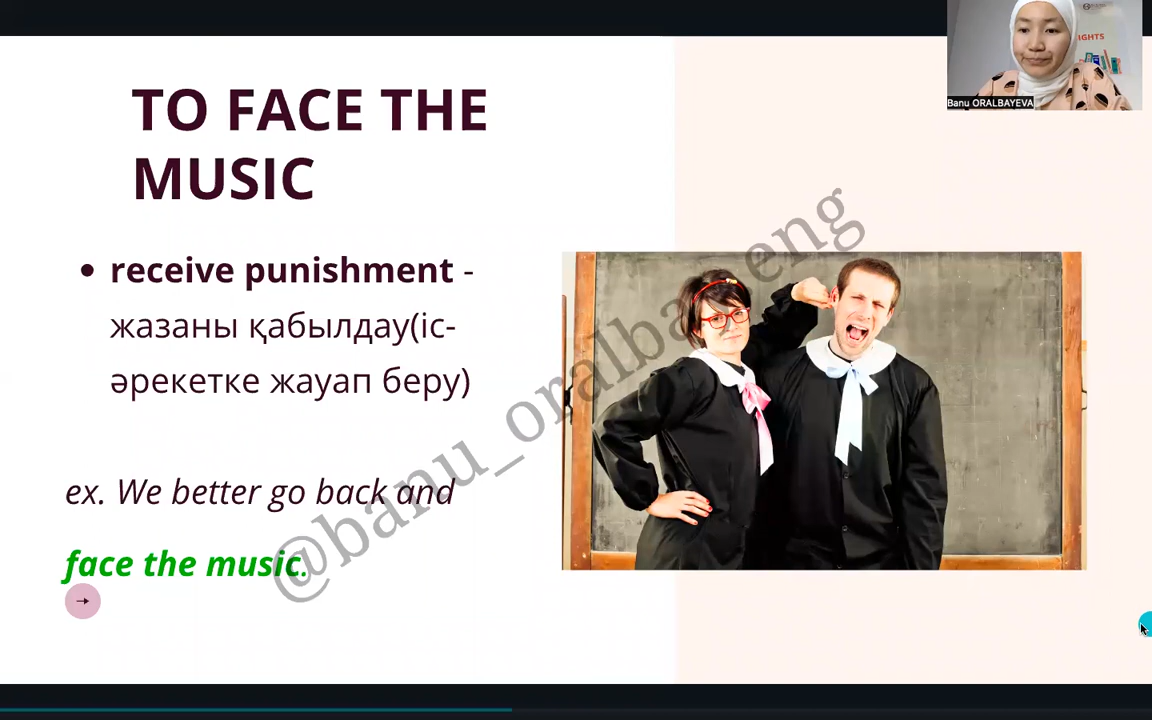 TO FACE THE
MUSIC
• receive punishment -
жазаны қабылдау(іс-
әрекетке жауап беру)
ex. We better go back and
face the music.
→
IGHTS
Banu ORALBAYEVA